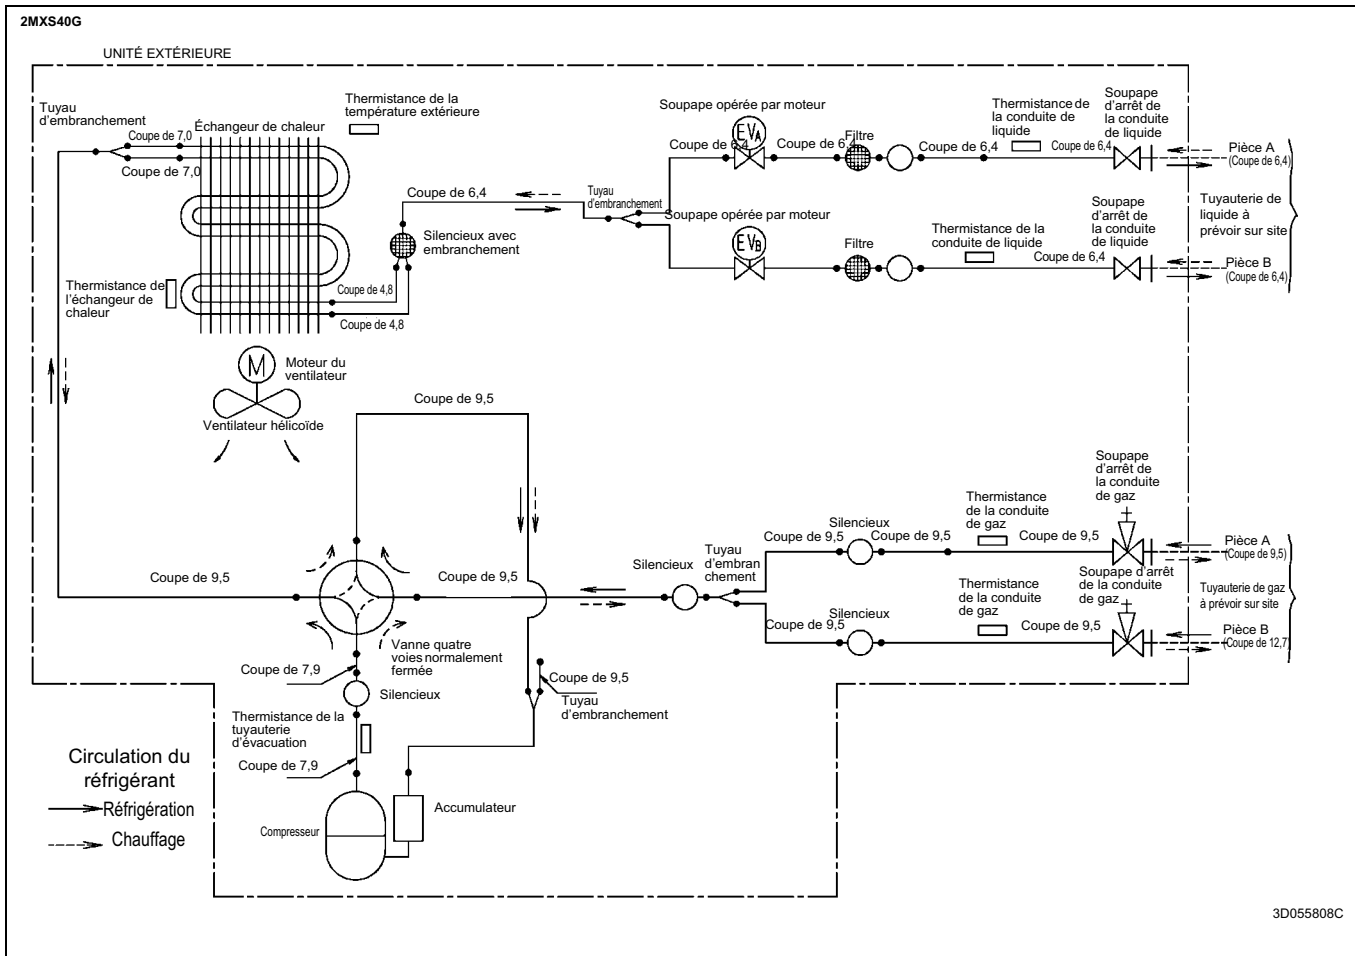 2MXS40G
UNITÉ EXTÉRIEURE
Tuyau
d'embranchement
Coupe de 7,0
Coupe de 7,0
Échangeur de chaleur
Thermistance de la
température extérieure
Thermistance de
l'échangeur de
chaleur
Coupe de 6,4
Silencieux avec
embranchement
Coupe de 4,8
Coupe de 4,8
Tuyau
d'embranchement
Soupape opérée par moteur
EVA
Coupe de 6,4
Coupe de 6,4
Filtre
Coupe de 6,4
Thermistance de
la conduite de
liquide
Coupe de 6,4
Soupape
d'arrêt de
la conduite
de liquide
Pièce A
(Coupe de 6,4)
Soupape opérée par moteur
EVB
Filtre
Thermistance de la
conduite de liquide
Coupe de 6,4
Soupape
d'arrêt de
la conduite
de liquide
Pièce B
(Coupe de 6,4)
Tuyauterie de
liquide à
prévoir sur site
M
Moteur du
ventilateur
Ventilateur hélicoïde
Coupe de 9,5
Coupe de 9,5
Coupe de 9,5
Vanne quatre
voies normalement
fermée
Coupe de 7,9
Silencieux
Thermistance de la
tuyauterie
d'évacuation
Coupe de 7,9
Compresseur
Accumulateur
Coupe de 9,5
Tuyau
d'embranchement
Silencieux
Tuyau
d'embran
chement
Coupe de 9,5
Silencieux
Coupe de 9,5
Thermistance
de la conduite
de gaz
Coupe de 9,5
Soupape
d'arrêt de
la conduite
de gaz
Pièce A
(Coupe de 9,5)
Coupe de 9,5
Silencieux
Thermistance
de la conduite
de gaz
Coupe de 9,5
Soupape d'arrêt
de la conduite
de gaz
Pièce B
(Coupe de 12,7)
Tuyauterie de gaz
à prévoir sur site
Circulation du
réfrigérant
Réfrigération
Chauffage
3D055808C